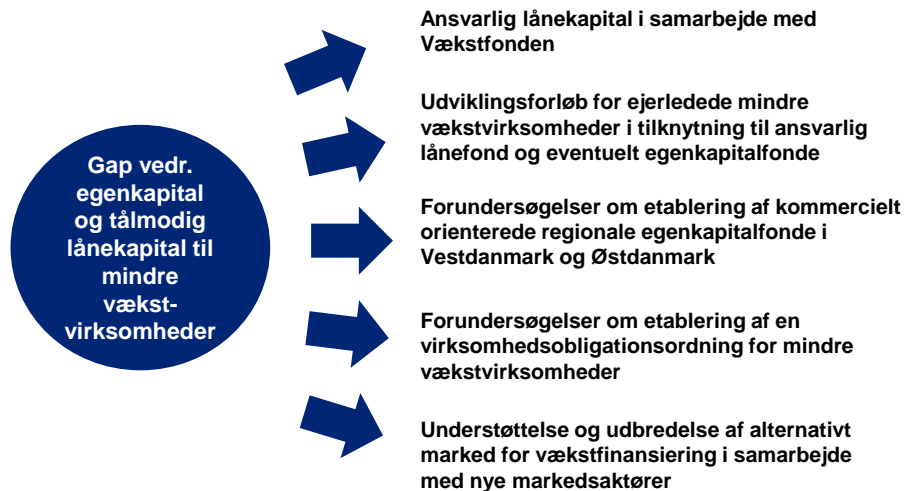 Gap vedr.
egenkapital
og tålmodig
lånekapital til
mindre
vækst-
virksomheder
Ansvarlig lånekapital i samarbejde med
Vækstfonden
Udviklingsforløb for ejerledede mindre
vækstvirksomheder i tilknytning til ansvarlig
lånefond og eventuelt egenkapitalfonde
Forundersøgelser om etablering af kommercielt
orienterede regionale egenkapitalfonde i
Vestdanmark og Østdanmark
Forundersøgelser om etablering af en
virksomhedsobligationsordning for mindre
vækstvirksomheder
Understøttelse og udbredelse af alternativt
marked for vækstfinansiering i samarbejde
med nye markedsaktører